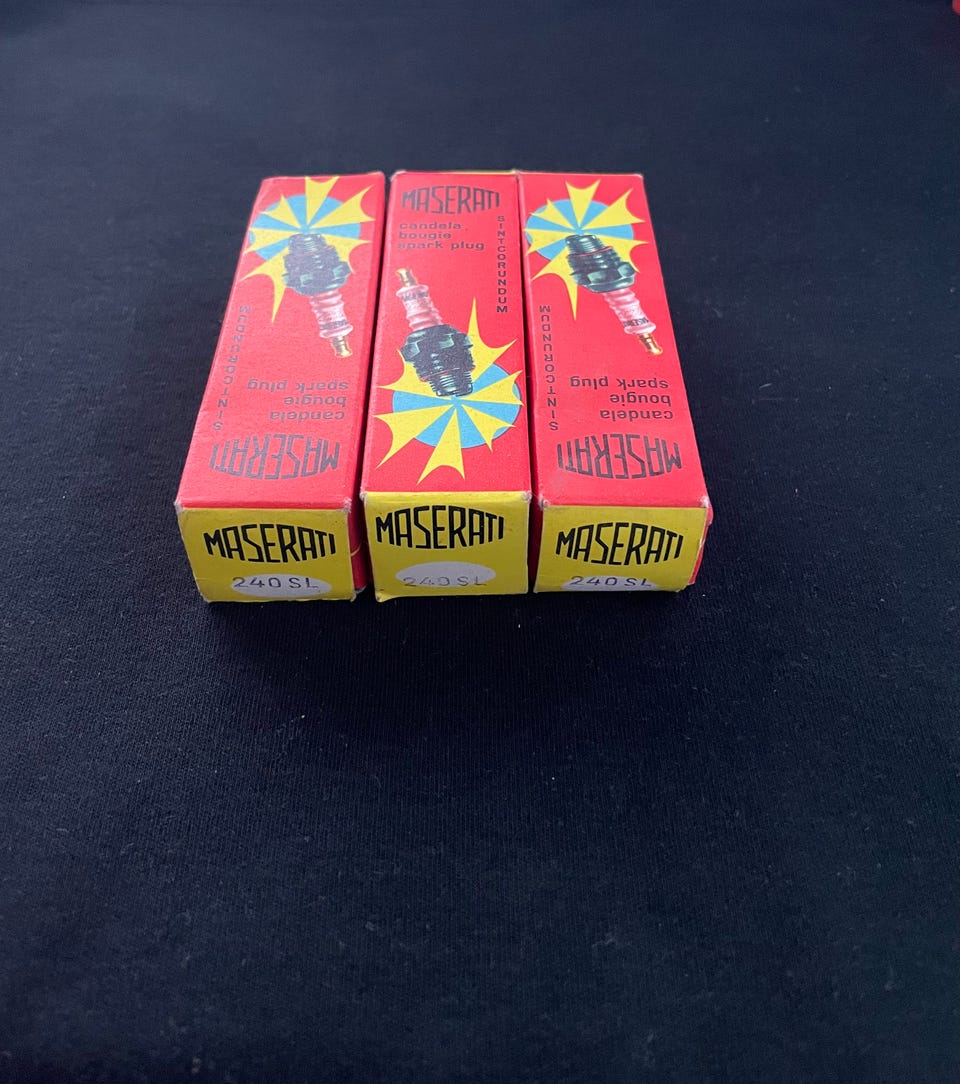 MASERATI
candela
bougie
spark plug
SINTCORUNDUM
MASERATI
240 SL
MASERATI
candela
bougie
spark plug
SINTCORUNDUM
MASERATI
240 SL
MASERATI
candela
bougie
spark plug
SINTCORUNDUM
MASERATI
240 SL